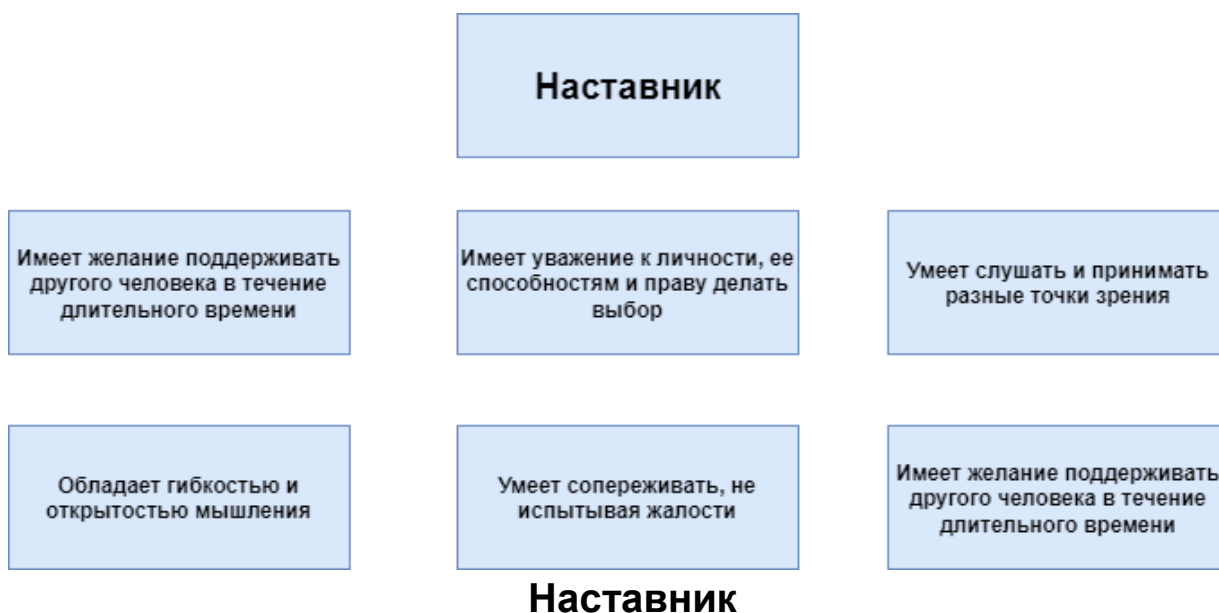 Наставник
Имеет желание поддерживать
другого человека в течение
длительного времени
Имеет уважение к личности, ее
способностям и праву делать
выбор
Умеет слушать и принимать
разные точки зрения
Обладает гибкостью и
открытостью мышления
Умеет сопереживать, не
испытывая жалости
Имеет желание поддерживать
другого человека в течение
длительного времени
Наставник